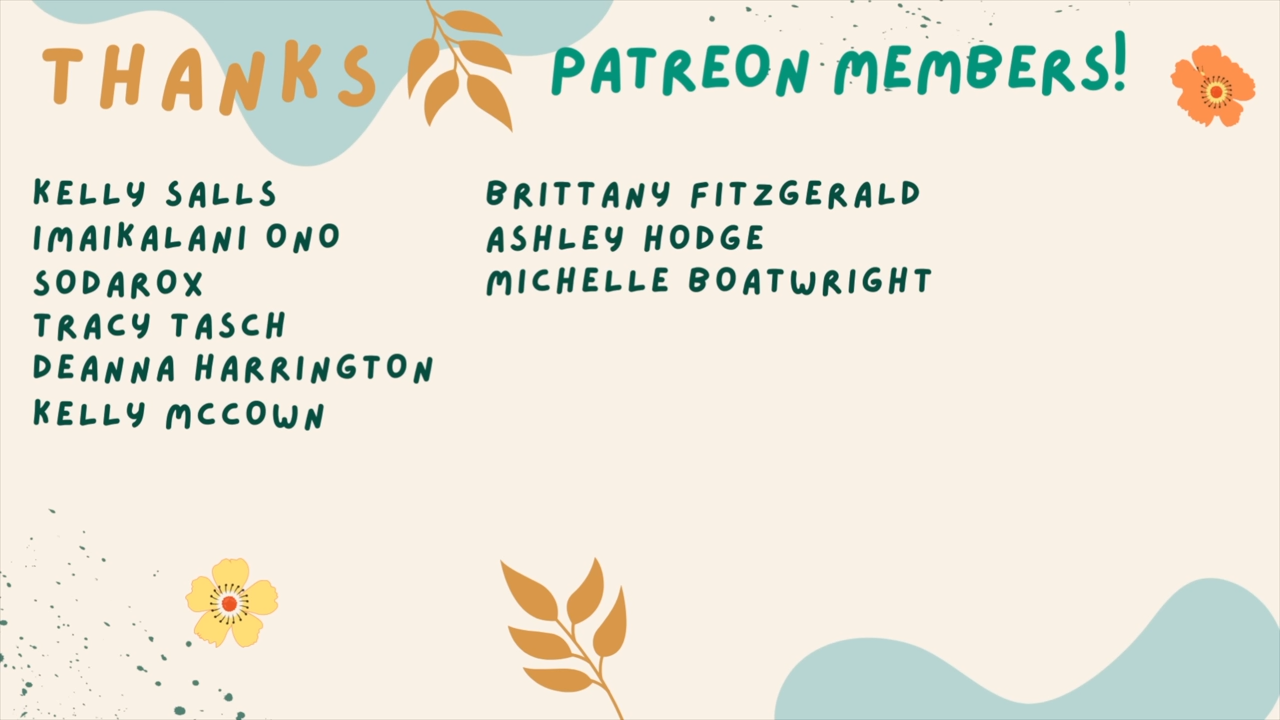 THANKS PATREON MEMBERS!
KELLY SALLS
IMAIKALANI ONO
SODAROX
TRACY TASCH
DEANNA HARRINGTON
KELLY MCCOWN
BRITTANY FITZGERALD
ASHLEY HODGE
MICHELLE BOATWRIGHT